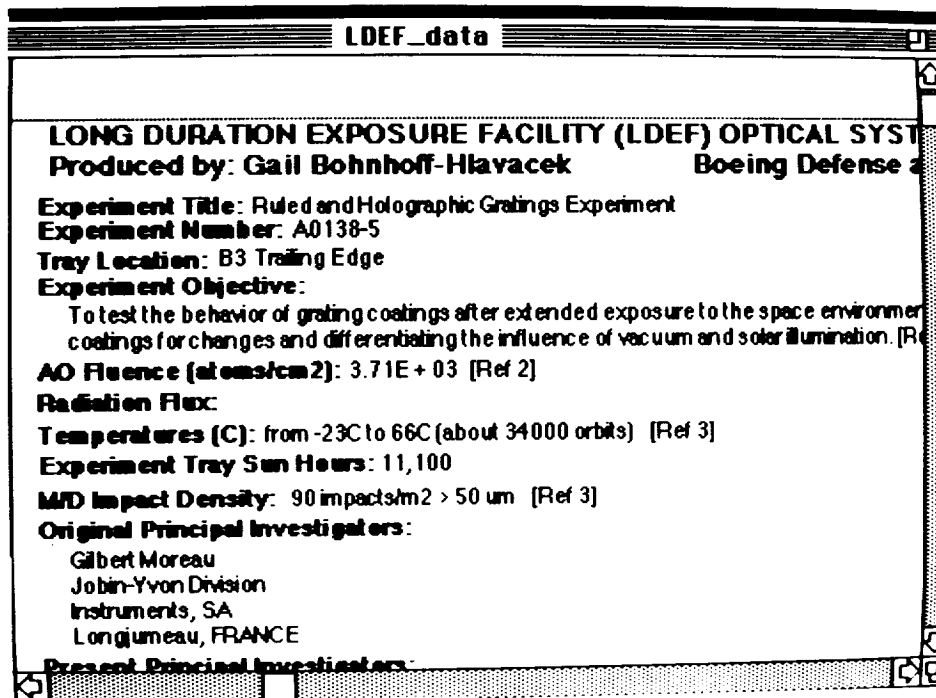 LDEF_data
LONG DURATION EXPOSURE FACILITY (LDEF) OPTICAL SYST
Produced by: Gail Bohnhoff-Hlavacek Boeing Defense a
Experiment Title: Ruled and Holographic Gratings Experiment
Experiment Number: A0138-5
Tray Location: B3 Trailing Edge
Experiment Objective:
To test the behavior of grating coatings after extended exposure to the space environmen
coatings for changes and differentiating the influence of vacuum and solar illumination. [Re
AO Fluence (atoms/cm2): 3.71E + 03 [Ref 2]
Radiation Flux:
Temperatures (C): from -23C to 66C (about 34000 orbits) [Ref 3]
Experiment Tray Sun Hours: 11,100
M/D Impact Density: 90 impacts/m2 > 50 um [Ref 3]
Original Principal Investigators:
Gilbert Moreau
Jobin-Yvon Division
Instruments, SA
Longjumeau, FRANCE
Present Principal Investigators: